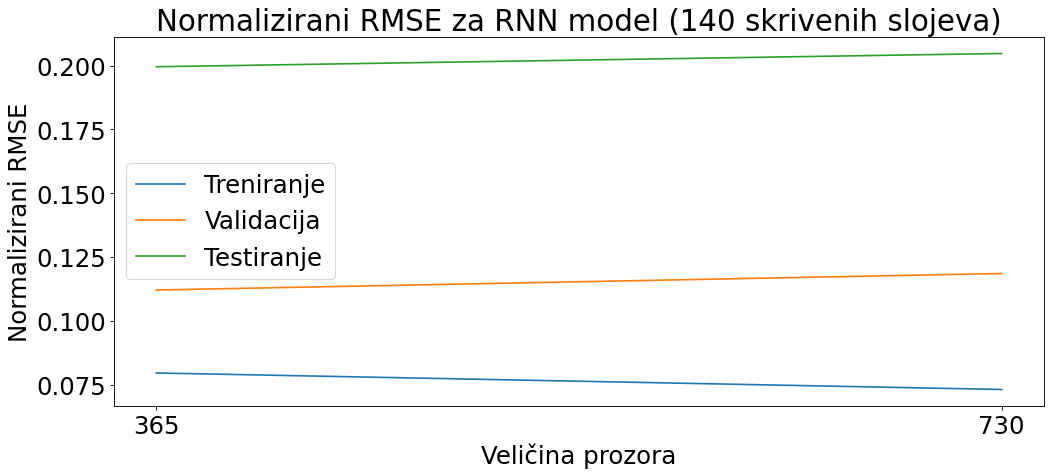 Normalizirani RMSE za RNN model (140 skrivenih slojeva)
Normalizirani RMSE
0.200
0.175
0.150
0.125
0.100
0.075
Treniranje
Validacija
Testiranje
365
730
Veličina prozora